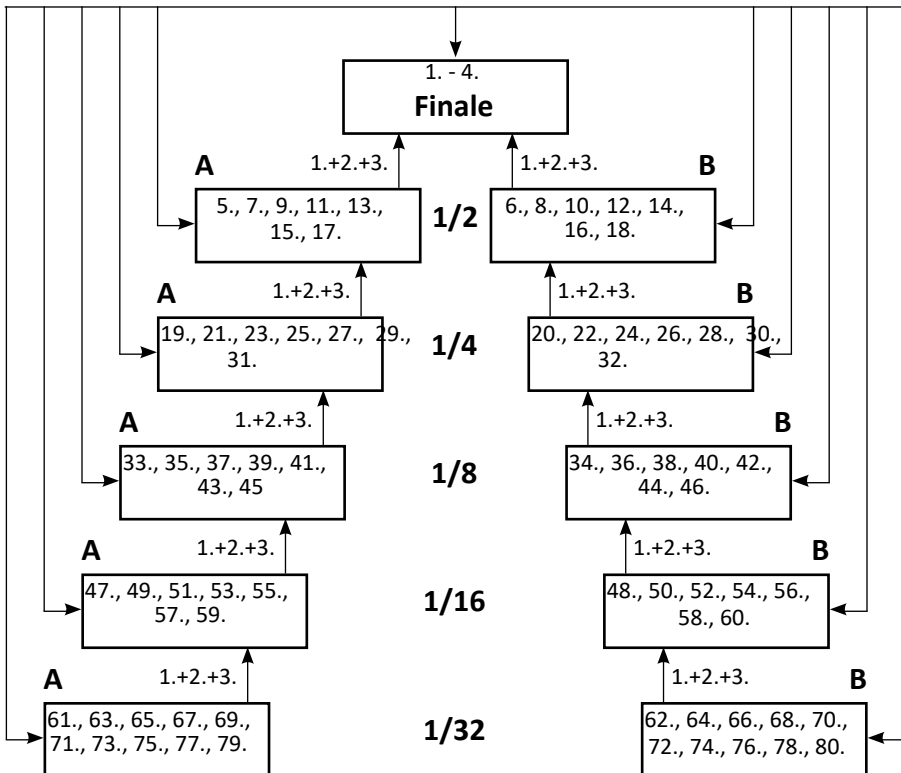 1. - 4.
Finale
A
1.+2.+3.
1.+2.+3.
B
5., 7., 9., 11., 13.,
15., 17.
1/2
6., 8., 10., 12., 14.,
16., 18.
A
1.+2.+3.
1.+2.+3.
B
19., 21., 23., 25., 27., 29.,
31.
1/4
20., 22., 24., 26., 28., 30.,
32.
A
1.+2.+3.
1.+2.+3.
B
33., 35., 37., 39., 41.,
43., 45
1/8
34., 36., 38., 40., 42.,
44., 46.
A
1.+2.+3.
1.+2.+3.
B
47., 49., 51., 53., 55.,
57., 59.
1/16
48., 50., 52., 54., 56.,
58., 60.
A
1.+2.+3.
1.+2.+3.
B
61., 63., 65., 67., 69.,
71., 73., 75., 77., 79.
1/32
62., 64., 66., 68., 70.,
72., 74., 76., 78., 80.